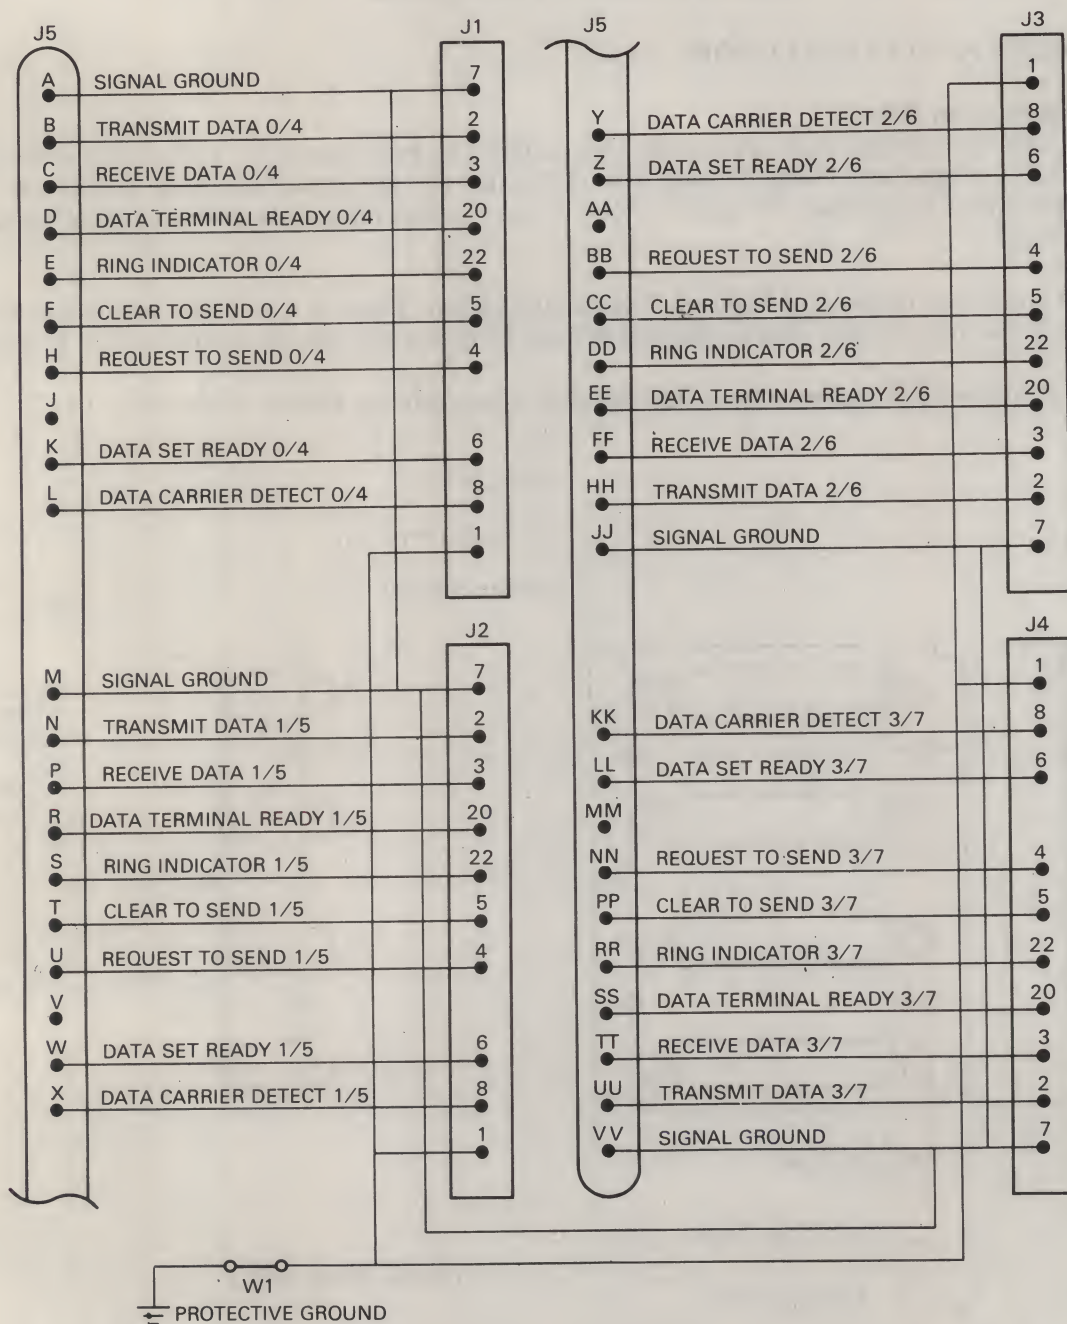 J5
J1
A SIGNAL GROUND 7
B TRANSMIT DATA 0/4 2
C RECEIVE DATA 0/4 3
D DATA TERMINAL READY 0/4 20
E RING INDICATOR 0/4 22
F CLEAR TO SEND 0/4 5
H REQUEST TO SEND 0/4 4
J
K DATA SET READY 0/4 6
L DATA CARRIER DETECT 0/4 8
1
J2
M SIGNAL GROUND 7
N TRANSMIT DATA 1/5 2
P RECEIVE DATA 1/5 3
R DATA TERMINAL READY 1/5 20
S RING INDICATOR 1/5 22
T CLEAR TO SEND 1/5 5
U REQUEST TO SEND 1/5 4
V
W DATA SET READY 1/5 6
X DATA CARRIER DETECT 1/5 8
1
J5
J3
1
Y DATA CARRIER DETECT 2/6 8
Z DATA SET READY 2/6 6
AA
BB REQUEST TO SEND 2/6 4
CC CLEAR TO SEND 2/6 5
DD RING INDICATOR 2/6 22
EE DATA TERMINAL READY 2/6 20
FF RECEIVE DATA 2/6 3
HH TRANSMIT DATA 2/6 2
JJ SIGNAL GROUND 7
J4
1
KK DATA CARRIER DETECT 3/7 8
LL DATA SET READY 3/7 6
MM
NN REQUEST TO SEND 3/7 4
PP CLEAR TO SEND 3/7 5
RR RING INDICATOR 3/7 22
SS DATA TERMINAL READY 3/7 20
TT RECEIVE DATA 3/7 3
UU TRANSMIT DATA 3/7 2
VV SIGNAL GROUND 7
W1
PROTECTIVE GROUND